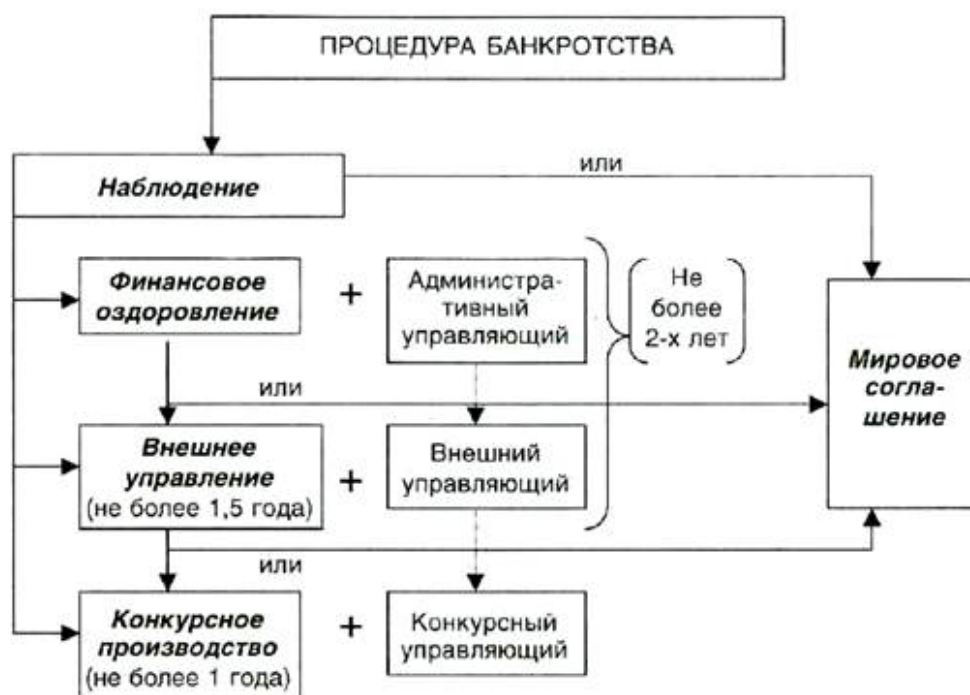 ПРОЦЕДУРА БАНКРОТСТВА
Наблюдение
или
Финансовое
оздоровление
+
Административ-
тивный
управляющий
Не
более
2-х лет
или
Мировое
согла-
шение
Внешнее
управление
(не более 1,5 года)
+
Внешний
управляющий
или
Конкурсное
производство
(не более 1 года)
+
Конкурсный
управляющий